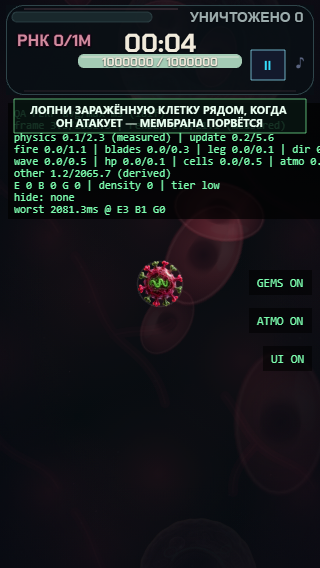 УНИЧТОЖЕНО 0
РНК 0/1М
00:04
1000000 / 1000000
ЛОПНИ ЗАРАЖЁННУЮ КЛЕТКУ РЯДОМ, КОГДА
ОН АТАКУЕТ — МЕМБРАНА ПОРВЁТСЯ
physics 0.1/2.3 (measured) | update 0.2/5.6
fire 0.0/1.1 | blades 0.0/0.3 | leg 0.0/0.1 | dir
wave 0.0/0.5 | hp 0.0/0.1 | cells 0.0/0.5 | atmo 0.
other 1.2/2065.7 (derived)
E 0 B 0 G 0 | density 0 | tier low
hide: none
worst 2081.3ms @ E3 B1 G0
GEMS ON
ATMO ON
UI ON